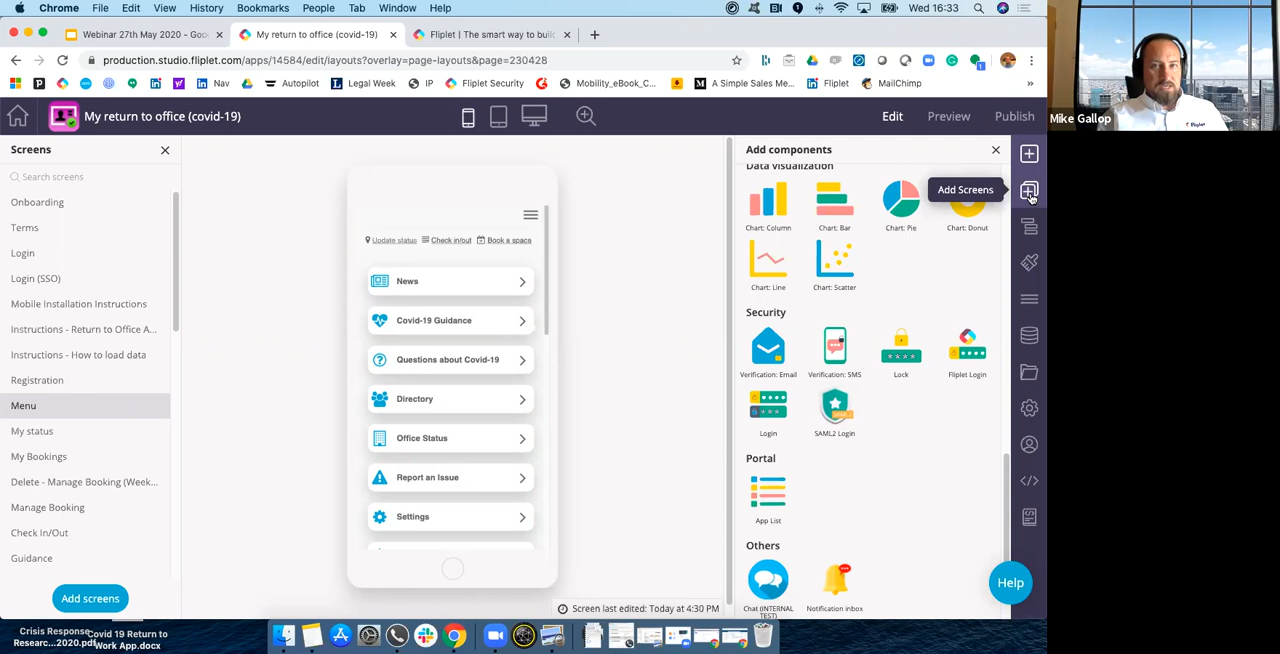 Chrome File Edit View History Bookmarks People Tab Window Help Wed 16:33
Webinar 27th May 2020 - Goo
My return to office (covid-19)
Fliplet | The smart way to buil
production.studio.fliplet.com/apps/14584/edit/layouts?overlay=page-layouts&page=230428
Nav Autopilot Legal Week IP Fliplet Security Mobility_eBook_C... A Simple Sales Me... Fliplet MailChimp »
My return to office (covid-19)
Edit Preview Publish
Mike Gallop
Screens
Search screens
Onboarding
Terms
Login
Login (SSO)
Mobile Installation Instructions
Instructions - Return to Office A...
Instructions - How to load data
Registration
Menu
My status
My Bookings
Delete - Manage Booking (Week...
Manage Booking
Check In/Out
Guidance
Add screens
Update status Check in/out Book a space
News
Covid-19 Guidance
Questions about Covid-19
Directory
Office Status
Report an Issue
Settings
Screen last edited: Today at 4:30 PM
Add components
Data visualization
Add Screens
Chart: Column Chart: Bar Chart: Pie Chart: Donut
Chart: Line Chart: Scatter
Security
Verification: Email Verification: SMS Lock Fliplet Login
Login SAML2 Login
Portal
App List
Others
Chat (INTERNAL TEST) Notification inbox
Help
Crisis Response Researc...2020.pdf
Covid 19 Return to Work App.docx